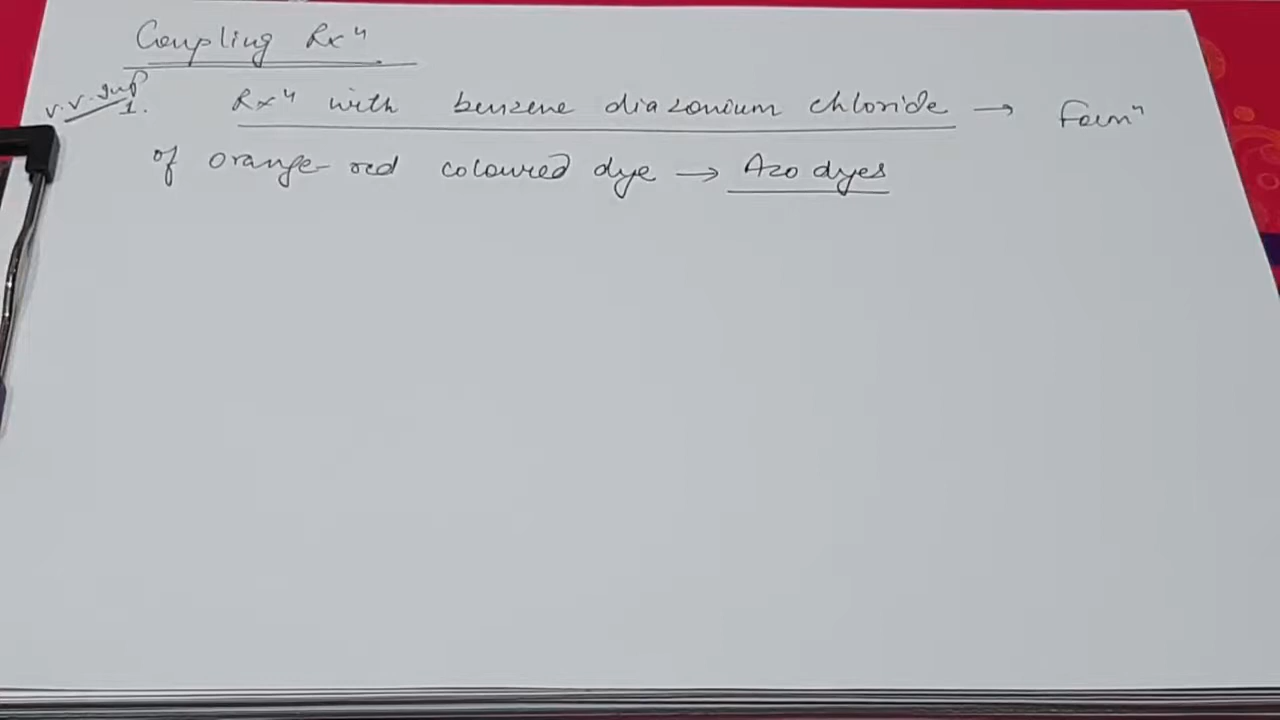 Coupling Rxⁿ
v.v. Imp
1. Rxⁿ with benzene diazonium chloride → Formⁿ
of orange-red coloured dye → Azo dyes